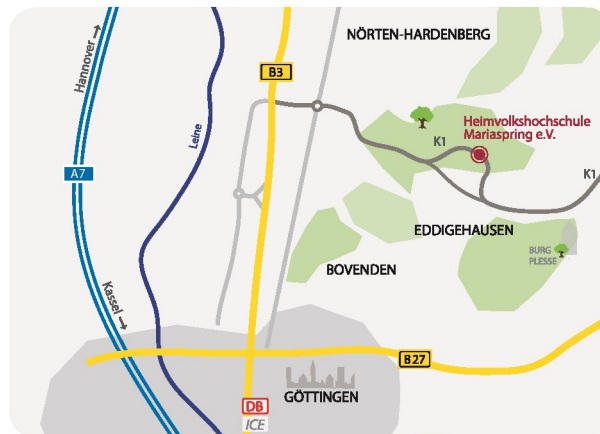 NÖRTEN-HARDENBERG
Hannover →
B3
Heimvolkshochschule
Mariaspring e.V.
Leine
K1
A7
K1
EDDIGEHAUSEN
BURG
PLESSE
BOVENDEN
Kassel →
B27
GÖTTINGEN
DB
ICE